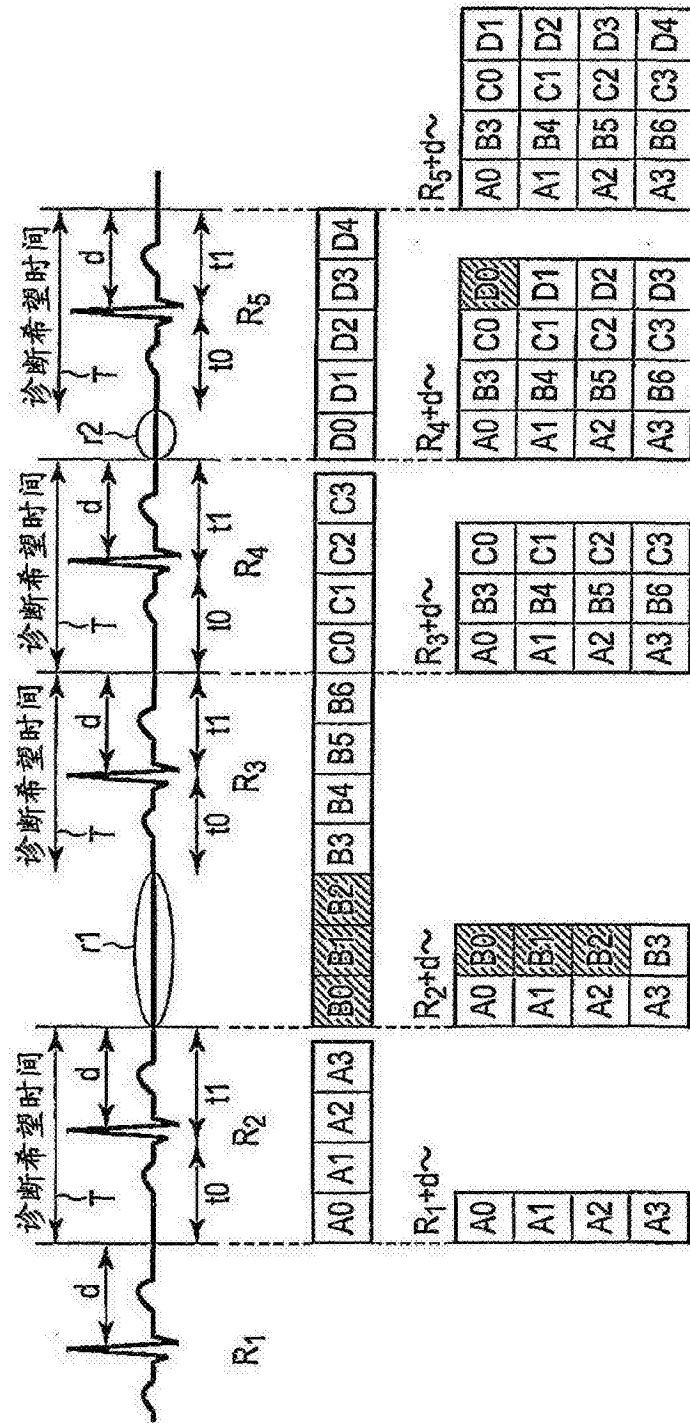 诊断希望时间 诊断希望时间 诊断希望时间 诊断希望时间
T T T T
d d d d d
r1 r2
t0 t1 t0 t1 t0 t1 t0 t1
R1 R2 R3 R4 R5
A0 A1 A2 A3 B0 B1 B2 B3 B4 B5 B6 C0 C1 C2 C3 D0 D1 D2 D3 D4
R1+d~
A0
A1
A2
A3
R2+d~
A0 B0
A1 B1
A2 B2
A3 B3
R3+d~
A0 B3 C0
A1 B4 C1
A2 B5 C2
A3 B6 C3
R4+d~
A0 B3 C0 D0
A1 B4 C1 D1
A2 B5 C2 D2
A3 B6 C3 D3
R5+d~
A0 B3 C0 D1
A1 B4 C1 D2
A2 B5 C2 D3
A3 B6 C3 D4